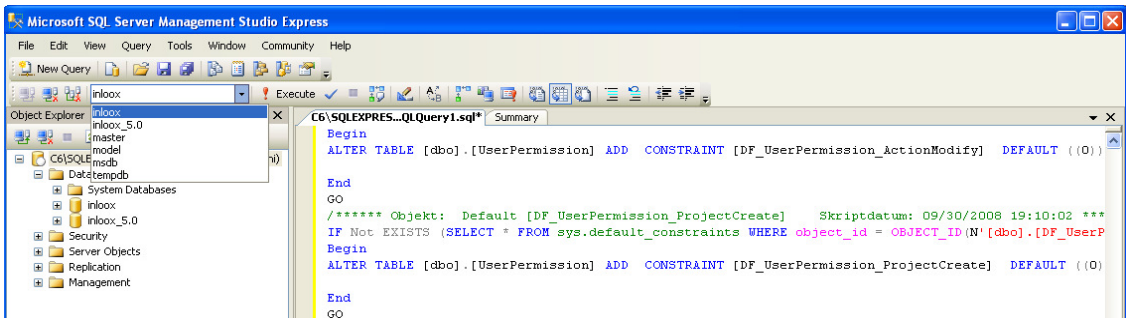 Microsoft SQL Server Management Studio Express
File Edit View Query Tools Window Community Help
New Query
inloox Execute
Object Explorer
inloox
inloox_5.0
master
model
msdb
tempdb
C6\SQLE ni)
Data
System Databases
inloox
inloox_5.0
Security
Server Objects
Replication
Management
C6\SQLEXPRES...QLQuery1.sql* Summary
Begin
ALTER TABLE [dbo].[UserPermission] ADD CONSTRAINT [DF_UserPermission_ActionModify] DEFAULT ((0))
End
GO
/****** Objekt: Default [DF_UserPermission_ProjectCreate] Skriptdatum: 09/30/2008 19:10:02 ***
IF Not EXISTS (SELECT * FROM sys.default_constraints WHERE object_id = OBJECT_ID(N'[dbo].[DF_UserP
Begin
ALTER TABLE [dbo].[UserPermission] ADD CONSTRAINT [DF_UserPermission_ProjectCreate] DEFAULT ((0)
End
GO